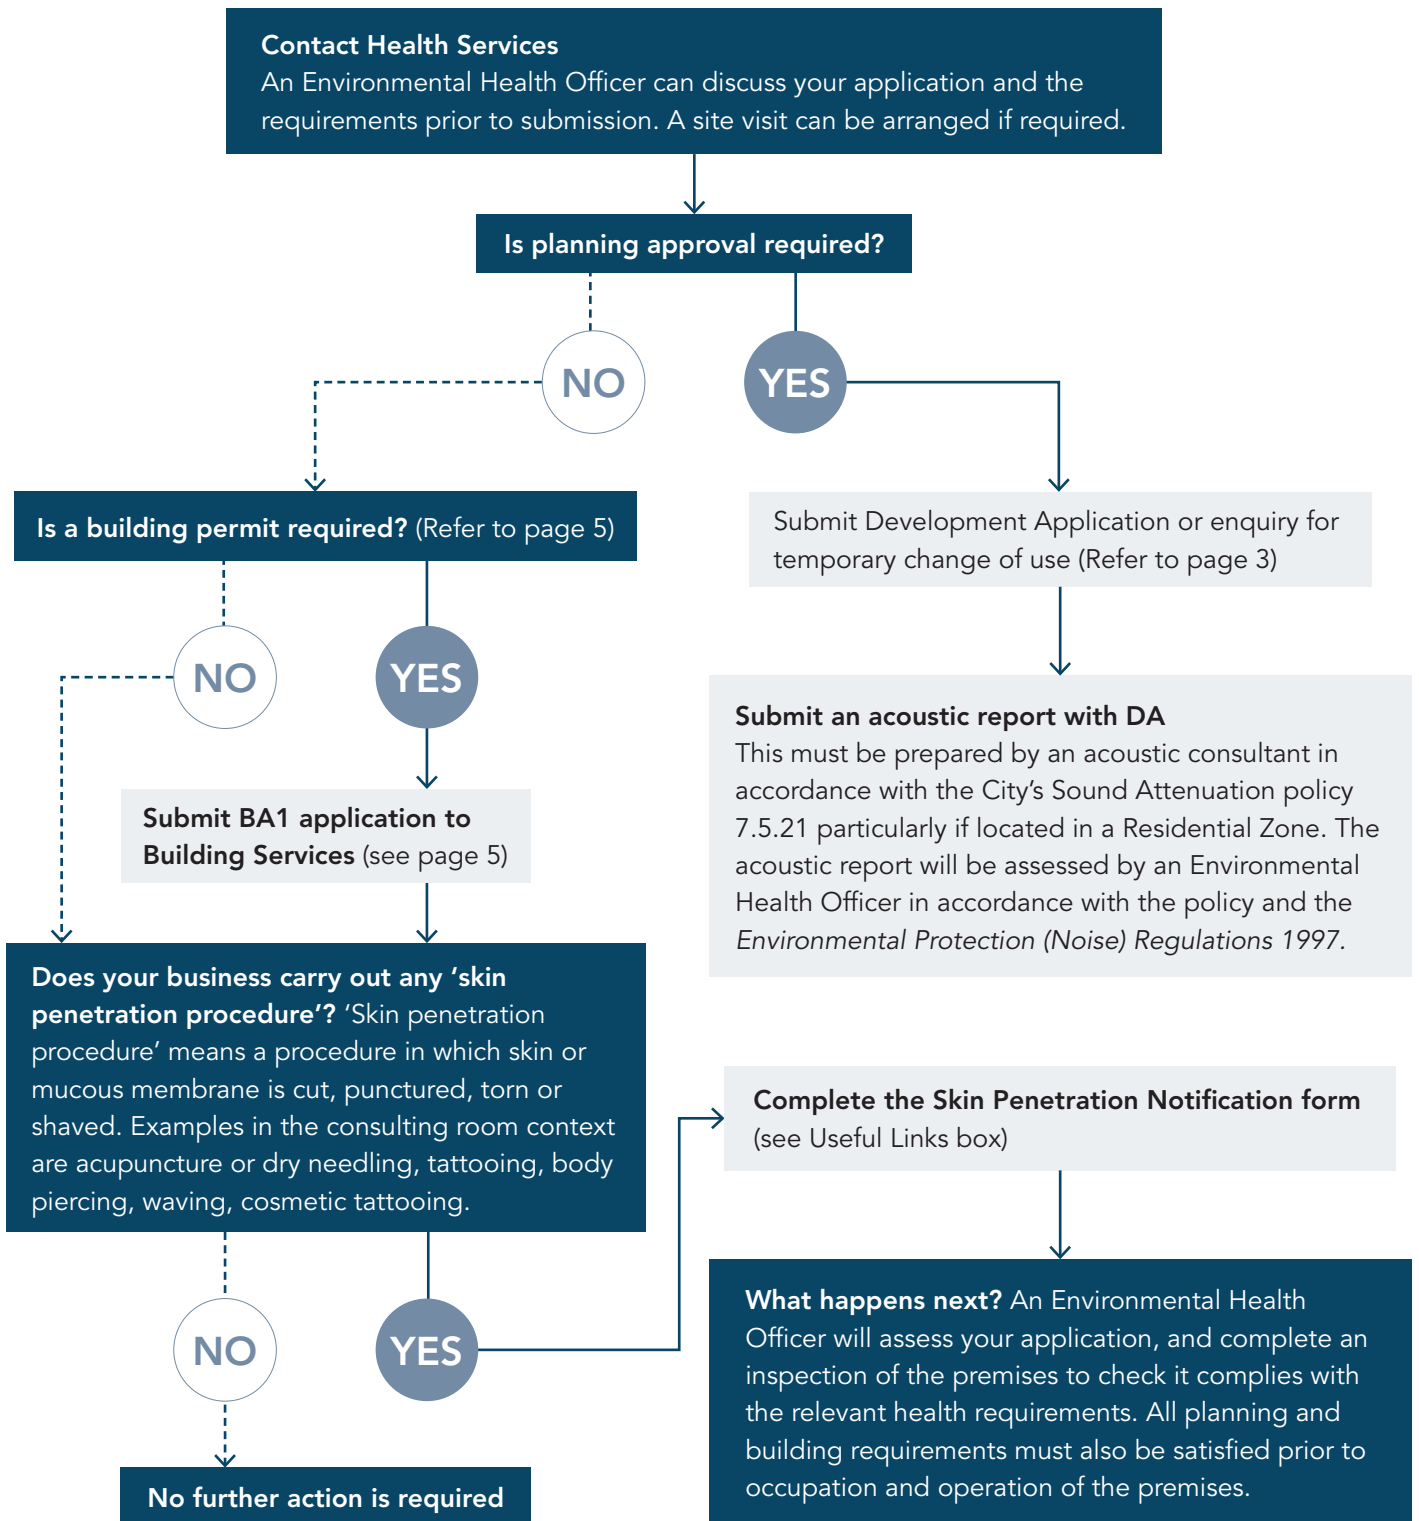 Contact Health Services
An Environmental Health Officer can discuss your application and the
requirements prior to submission. A site visit can be arranged if required.
Is planning approval required?
NO
YES
Is a building permit required? (Refer to page 5)
Submit Development Application or enquiry for
temporary change of use (Refer to page 3)
NO
YES
Submit an acoustic report with DA
This must be prepared by an acoustic consultant in
accordance with the City’s Sound Attenuation policy
7.5.21 particularly if located in a Residential Zone. The
acoustic report will be assessed by an Environmental
Health Officer in accordance with the policy and the
Environmental Protection (Noise) Regulations 1997.
Submit BA1 application to
Building Services (see page 5)
Does your business carry out any ‘skin
penetration procedure’? ‘Skin penetration
procedure’ means a procedure in which skin or
mucous membrane is cut, punctured, torn or
shaved. Examples in the consulting room context
are acupuncture or dry needling, tattooing, body
piercing, waving, cosmetic tattooing.
Complete the Skin Penetration Notification form
(see Useful Links box)
NO
YES
What happens next? An Environmental Health
Officer will assess your application, and complete an
inspection of the premises to check it complies with
the relevant health requirements. All planning and
building requirements must also be satisfied prior to
occupation and operation of the premises.
No further action is required